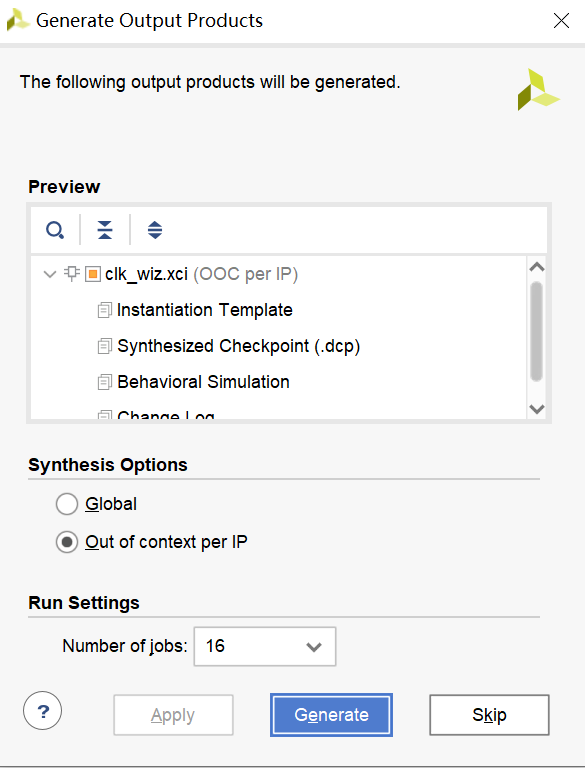 Generate Output Products
The following output products will be generated.
Preview
clk_wiz.xci (OOC per IP)
Instantiation Template
Synthesized Checkpoint (.dcp)
Behavioral Simulation
Change Log
Synthesis Options
Global
Out of context per IP
Run Settings
Number of jobs: 16
? Apply Generate Skip